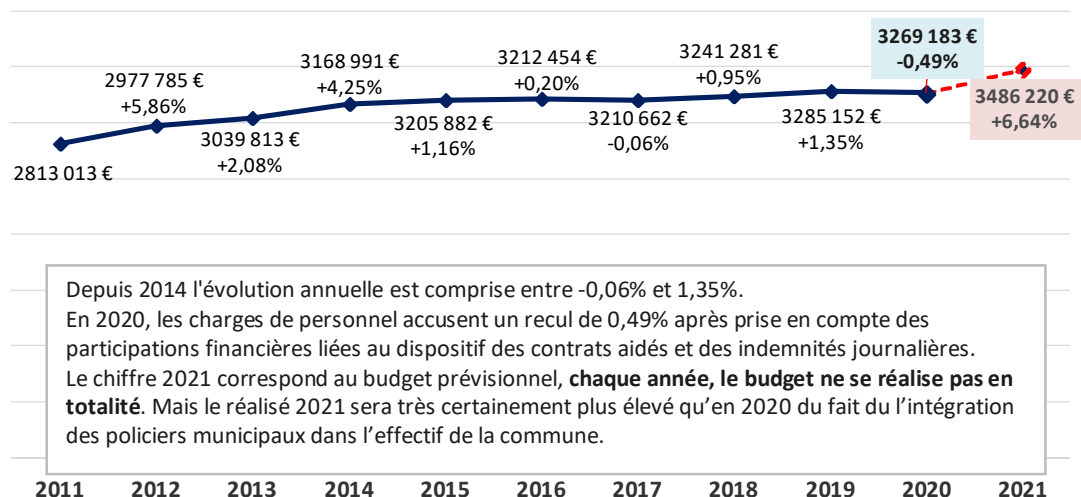 2813 013 €
2977 785 €
+5,86%
3039 813 €
+2,08%
3168 991 €
+4,25%
3205 882 €
+1,16%
3212 454 €
+0,20%
3210 662 €
-0,06%
3241 281 €
+0,95%
3285 152 €
+1,35%
3269 183 €
-0,49%
3486 220 €
+6,64%
Depuis 2014 l'évolution annuelle est comprise entre -0,06% et 1,35%.
En 2020, les charges de personnel accusent un recul de 0,49% après prise en compte des
participations financières liées au dispositif des contrats aidés et des indemnités journalières.
Le chiffre 2021 correspond au budget prévisionnel, chaque année, le budget ne se réalise pas en
totalité. Mais le réalisé 2021 sera très certainement plus élevé qu’en 2020 du fait du l’intégration
des policiers municipaux dans l’effectif de la commune.
2011 2012 2013 2014 2015 2016 2017 2018 2019 2020 2021